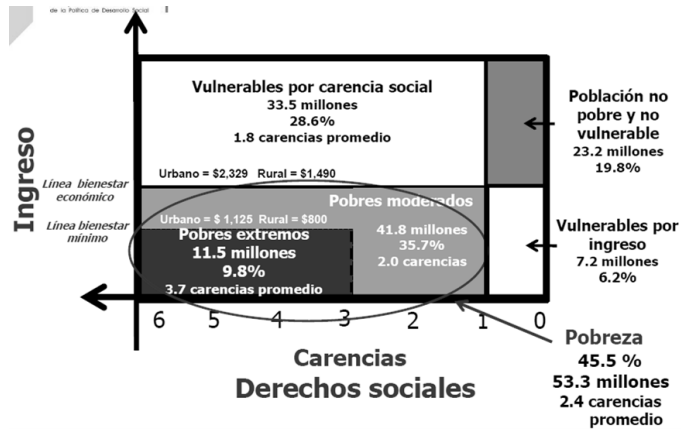 de la Política de Desarrollo Social
Vulnerables por carencia social
33.5 millones
28.6%
1.8 carencias promedio
Urbano = $2,329 Rural = $1,490
Población no
pobre y no
vulnerable
23.2 millones
19.8%
Ingreso
Línea bienestar
económico
Línea bienestar
mínimo
Pobres moderados
41.8 millones
35.7%
2.0 carencias
Urbano = $ 1,125 Rural = $800
Pobres extremos
11.5 millones
9.8%
3.7 carencias promedio
Vulnerables por
ingreso
7.2 millones
6.2%
6 5 4 3 2 1 0
Carencias
Derechos sociales
Pobreza
45.5 %
53.3 millones
2.4 carencias
promedio